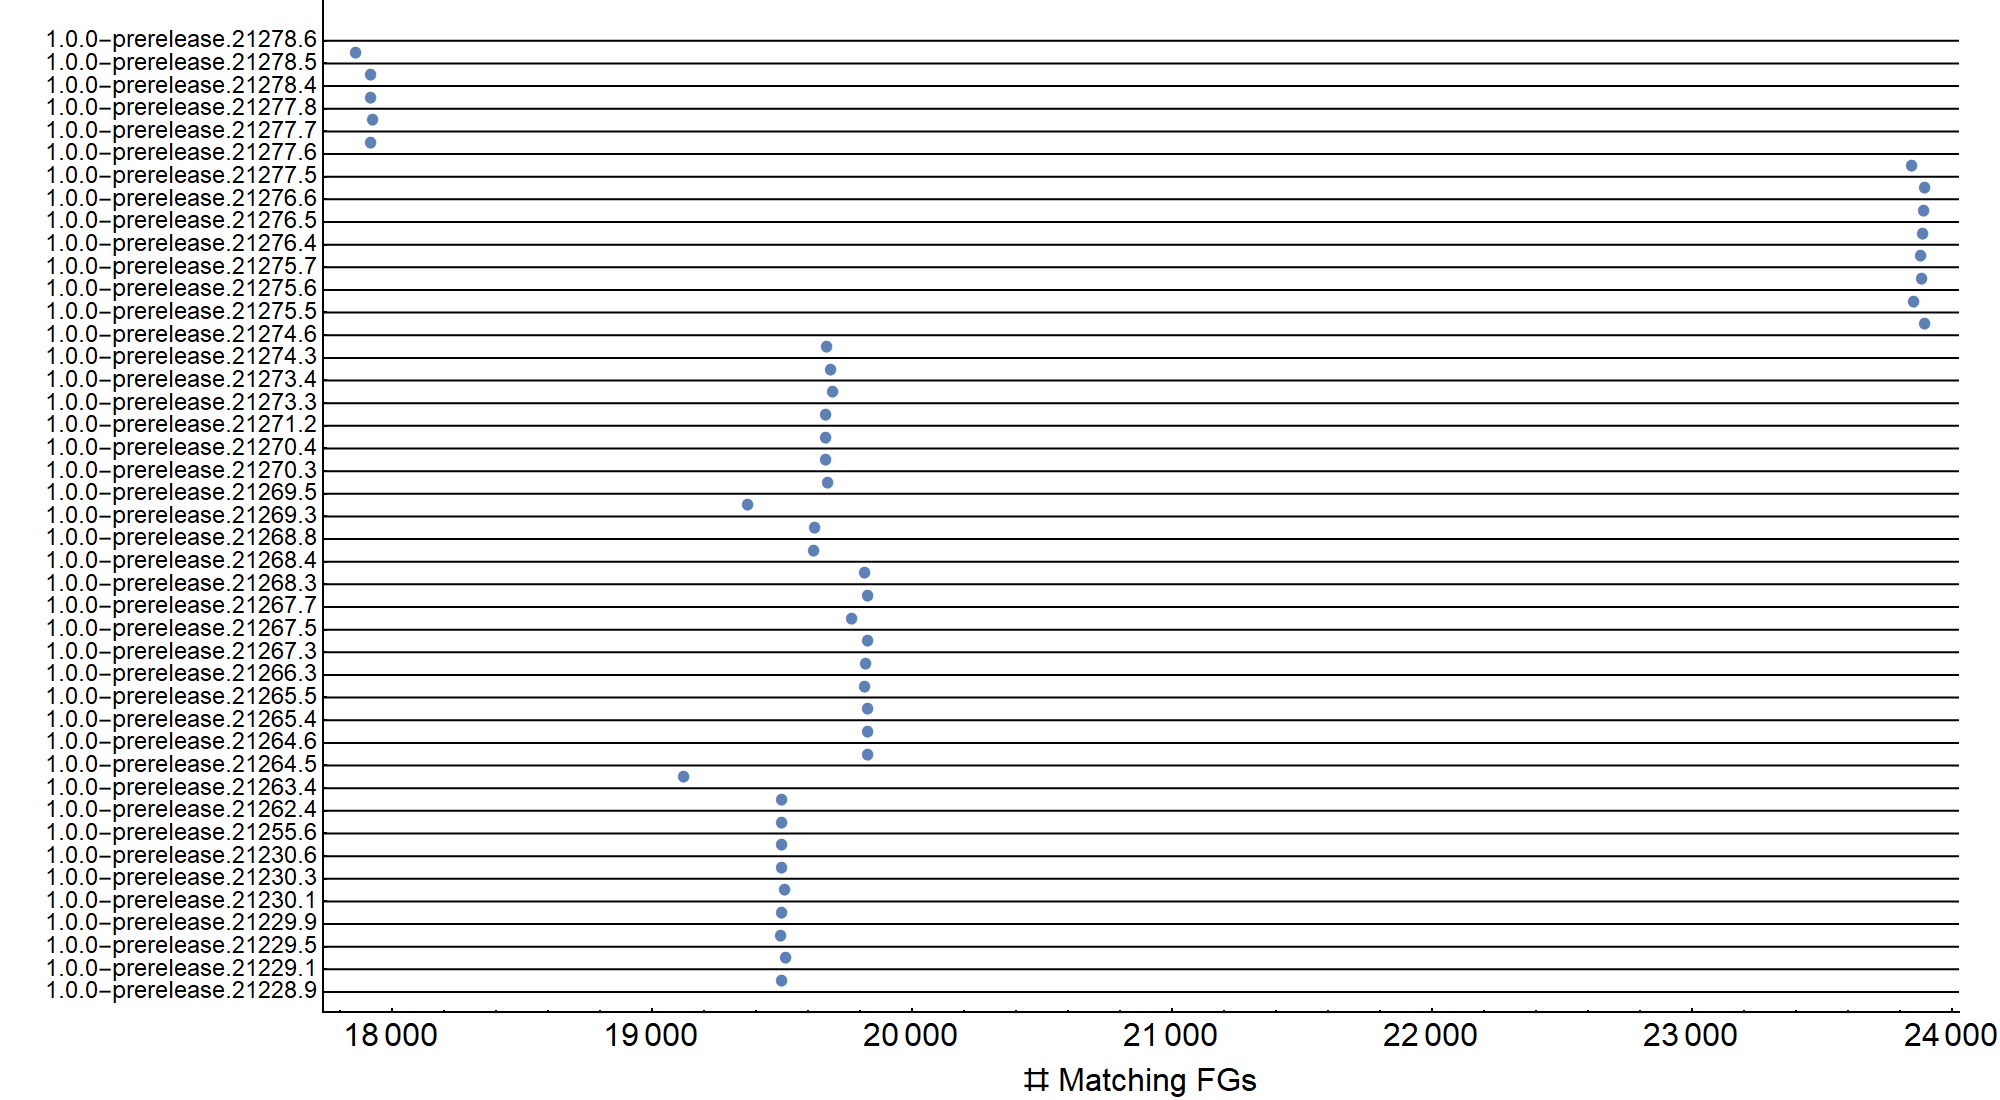 1.0.0-prerelease.21278.6
1.0.0-prerelease.21278.5
1.0.0-prerelease.21278.4
1.0.0-prerelease.21277.8
1.0.0-prerelease.21277.7
1.0.0-prerelease.21277.6
1.0.0-prerelease.21277.5
1.0.0-prerelease.21276.6
1.0.0-prerelease.21276.5
1.0.0-prerelease.21276.4
1.0.0-prerelease.21275.7
1.0.0-prerelease.21275.6
1.0.0-prerelease.21275.5
1.0.0-prerelease.21274.6
1.0.0-prerelease.21274.3
1.0.0-prerelease.21273.4
1.0.0-prerelease.21273.3
1.0.0-prerelease.21271.2
1.0.0-prerelease.21270.4
1.0.0-prerelease.21270.3
1.0.0-prerelease.21269.5
1.0.0-prerelease.21269.3
1.0.0-prerelease.21268.8
1.0.0-prerelease.21268.4
1.0.0-prerelease.21268.3
1.0.0-prerelease.21267.7
1.0.0-prerelease.21267.5
1.0.0-prerelease.21267.3
1.0.0-prerelease.21266.3
1.0.0-prerelease.21265.5
1.0.0-prerelease.21265.4
1.0.0-prerelease.21264.6
1.0.0-prerelease.21264.5
1.0.0-prerelease.21263.4
1.0.0-prerelease.21262.4
1.0.0-prerelease.21255.6
1.0.0-prerelease.21230.6
1.0.0-prerelease.21230.3
1.0.0-prerelease.21230.1
1.0.0-prerelease.21229.9
1.0.0-prerelease.21229.5
1.0.0-prerelease.21229.1
1.0.0-prerelease.21228.9
18 000 19 000 20 000 21 000 22 000 23 000 24 000
# Matching FGs